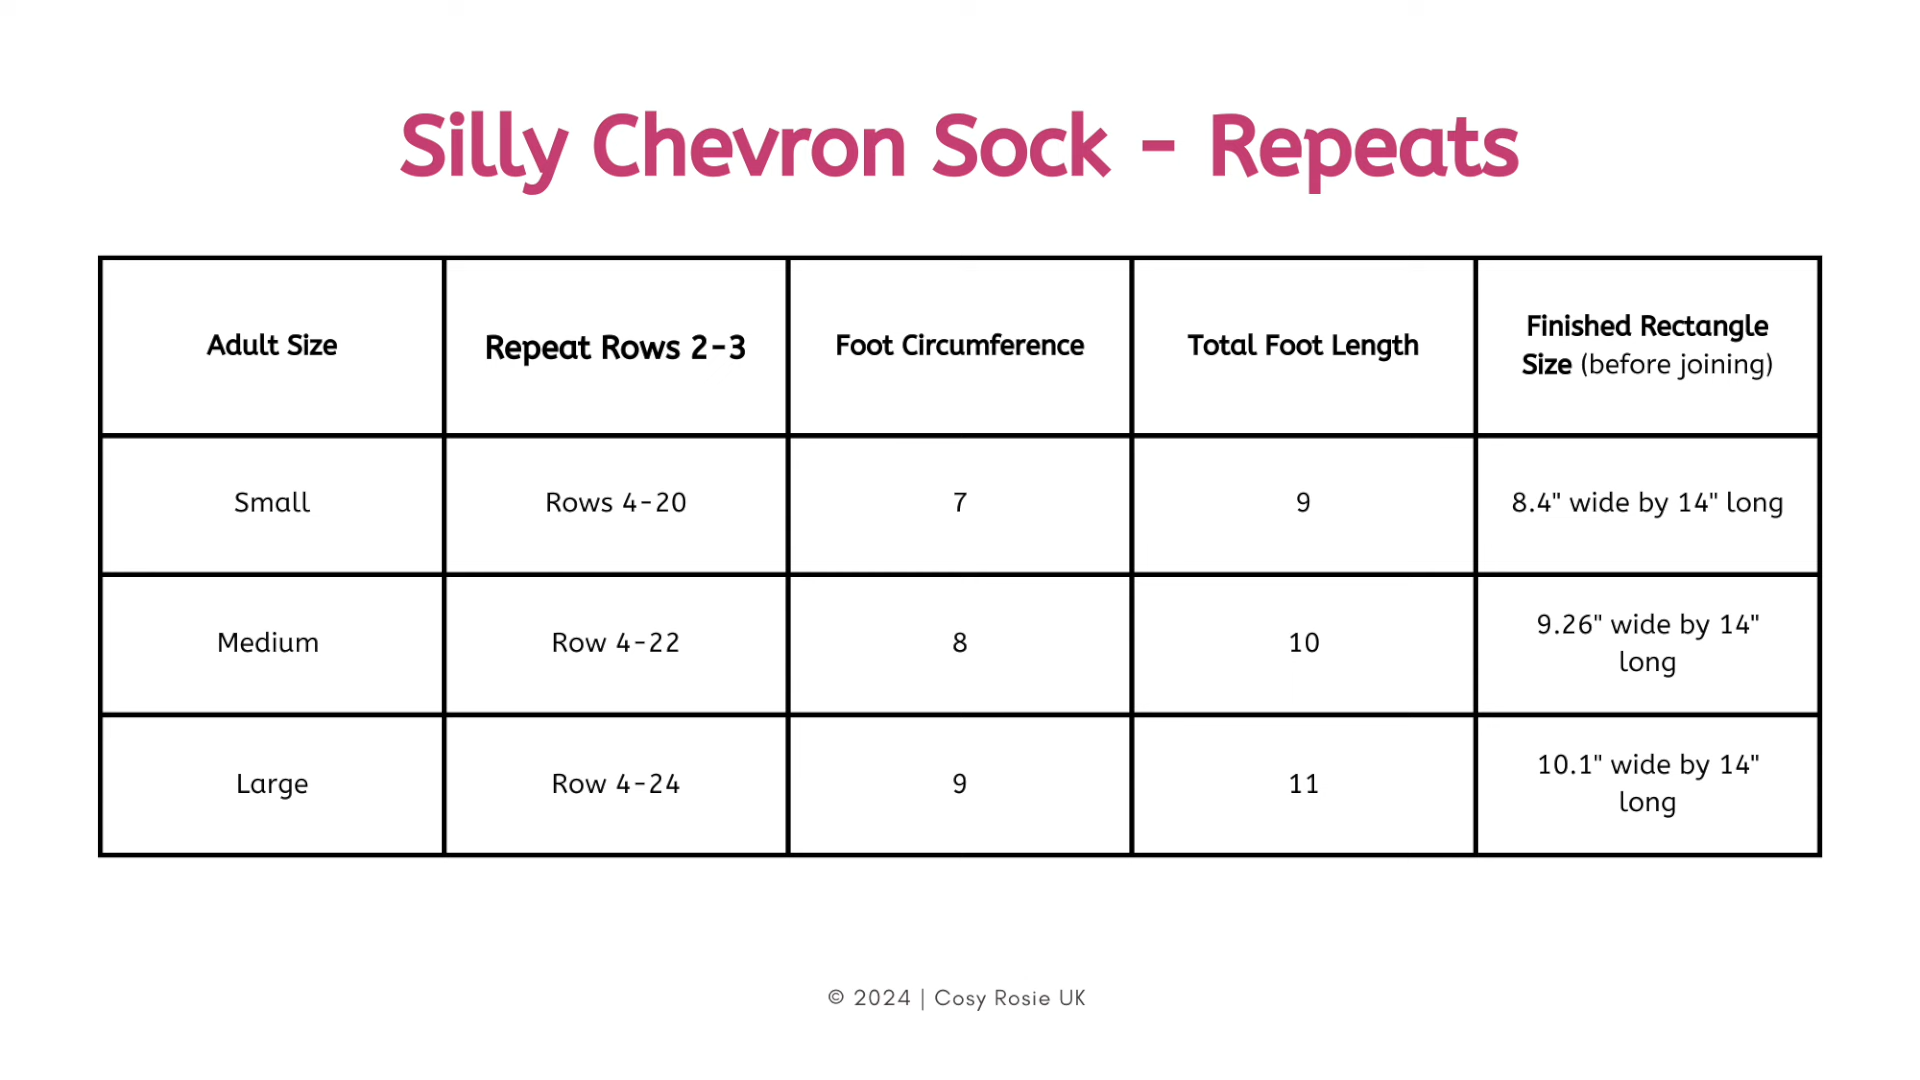 Silly Chevron Sock - Repeats
Adult Size
Repeat Rows 2-3
Foot Circumference
Total Foot Length
Finished Rectangle
Size (before joining)
Small
Rows 4-20
7
9
8.4" wide by 14" long
Medium
Row 4-22
8
10
9.26" wide by 14"
long
Large
Row 4-24
9
11
10.1" wide by 14"
long
© 2024 | Cosy Rosie UK